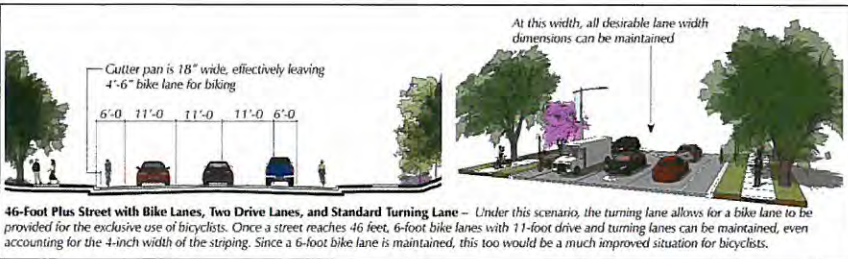 At this width, all desirable lane width
dimensions can be maintained
Gutter pan is 18" wide, effectively leaving
4'-6" bike lane for biking
6'-0 11'-0 11'-0 11'-0 6'-0
46-Foot Plus Street with Bike Lanes, Two Drive Lanes, and Standard Turning Lane – Under this scenario, the turning lane allows for a bike lane to be
provided for the exclusive use of bicyclists. Once a street reaches 46 feet, 6-foot bike lanes with 11-foot drive and turning lanes can be maintained, even
accounting for the 4-inch width of the striping. Since a 6-foot bike lane is maintained, this too would be a much improved situation for bicyclists.